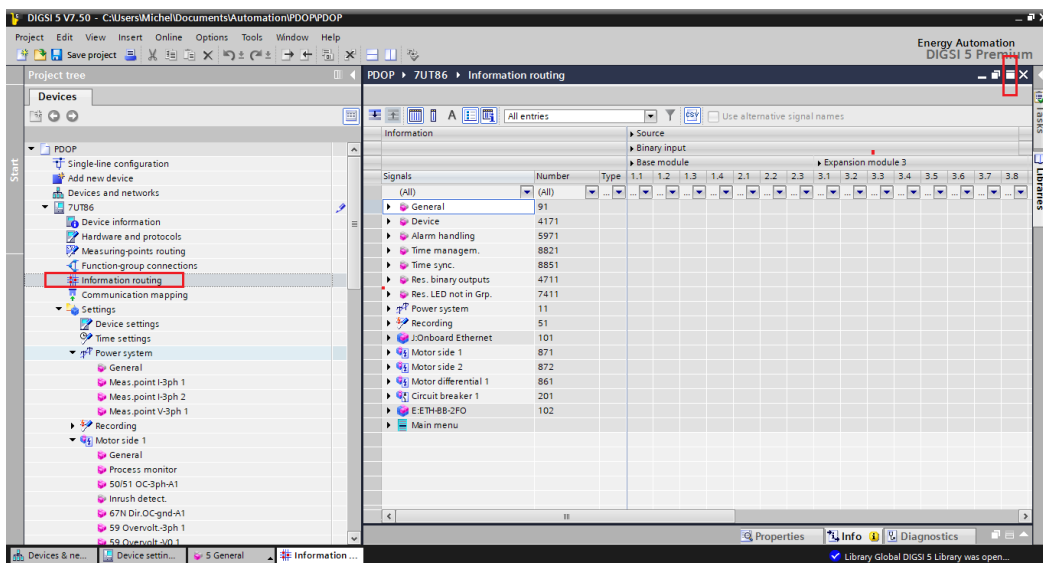 DIGSI 5 V7.50 - C:\Users\Michel\Documents\Automation\PDOP\PDOP
Project Edit View Insert Online Options Tools Window Help
Save project
Energy Automation
DIGSI 5 Premium
Project tree
PDOP ▸ 7UT86 ▸ Information routing
Devices
All entries
CSV
Use alternative signal names
Information
Source
Binary input
Base module
Expansion module 3
Signals Number Type 1.1 1.2 1.3 1.4 2.1 2.2 2.3 3.1 3.2 3.3 3.4 3.5 3.6 3.7 3.8
(All) (All) ... ... ... ... ... ... ... ... ... ... ... ... ... ... ... ...
General 91
Device 4171
Alarm handling 5971
Time managem. 8821
Time sync. 8851
Res. binary outputs 4711
Res. LED not in Grp. 7411
Power system 11
Recording 51
J:Onboard Ethernet 101
Motor side 1 871
Motor side 2 872
Motor differential 1 861
Circuit breaker 1 201
E:ETH-BB-2FO 102
Main menu
PDOP
Single-line configuration
Add new device
Devices and networks
7UT86
Device information
Hardware and protocols
Measuring-points routing
Function-group connections
Information routing
Communication mapping
Settings
Device settings
Time settings
Power system
General
Meas.point I-3ph 1
Meas.point I-3ph 2
Meas.point V-3ph 1
Recording
Motor side 1
General
Process monitor
50/51 OC-3ph-A1
Inrush detect.
67N Dir.OC-gnd-A1
59 Overvolt.-3ph 1
59 Overvolt.-V0 1
Start
Tasks
Libraries
Properties
Info
Diagnostics
Devices & ne...
Device settin...
5 General
Information ...
Library Global DIGSI 5 Library was open...